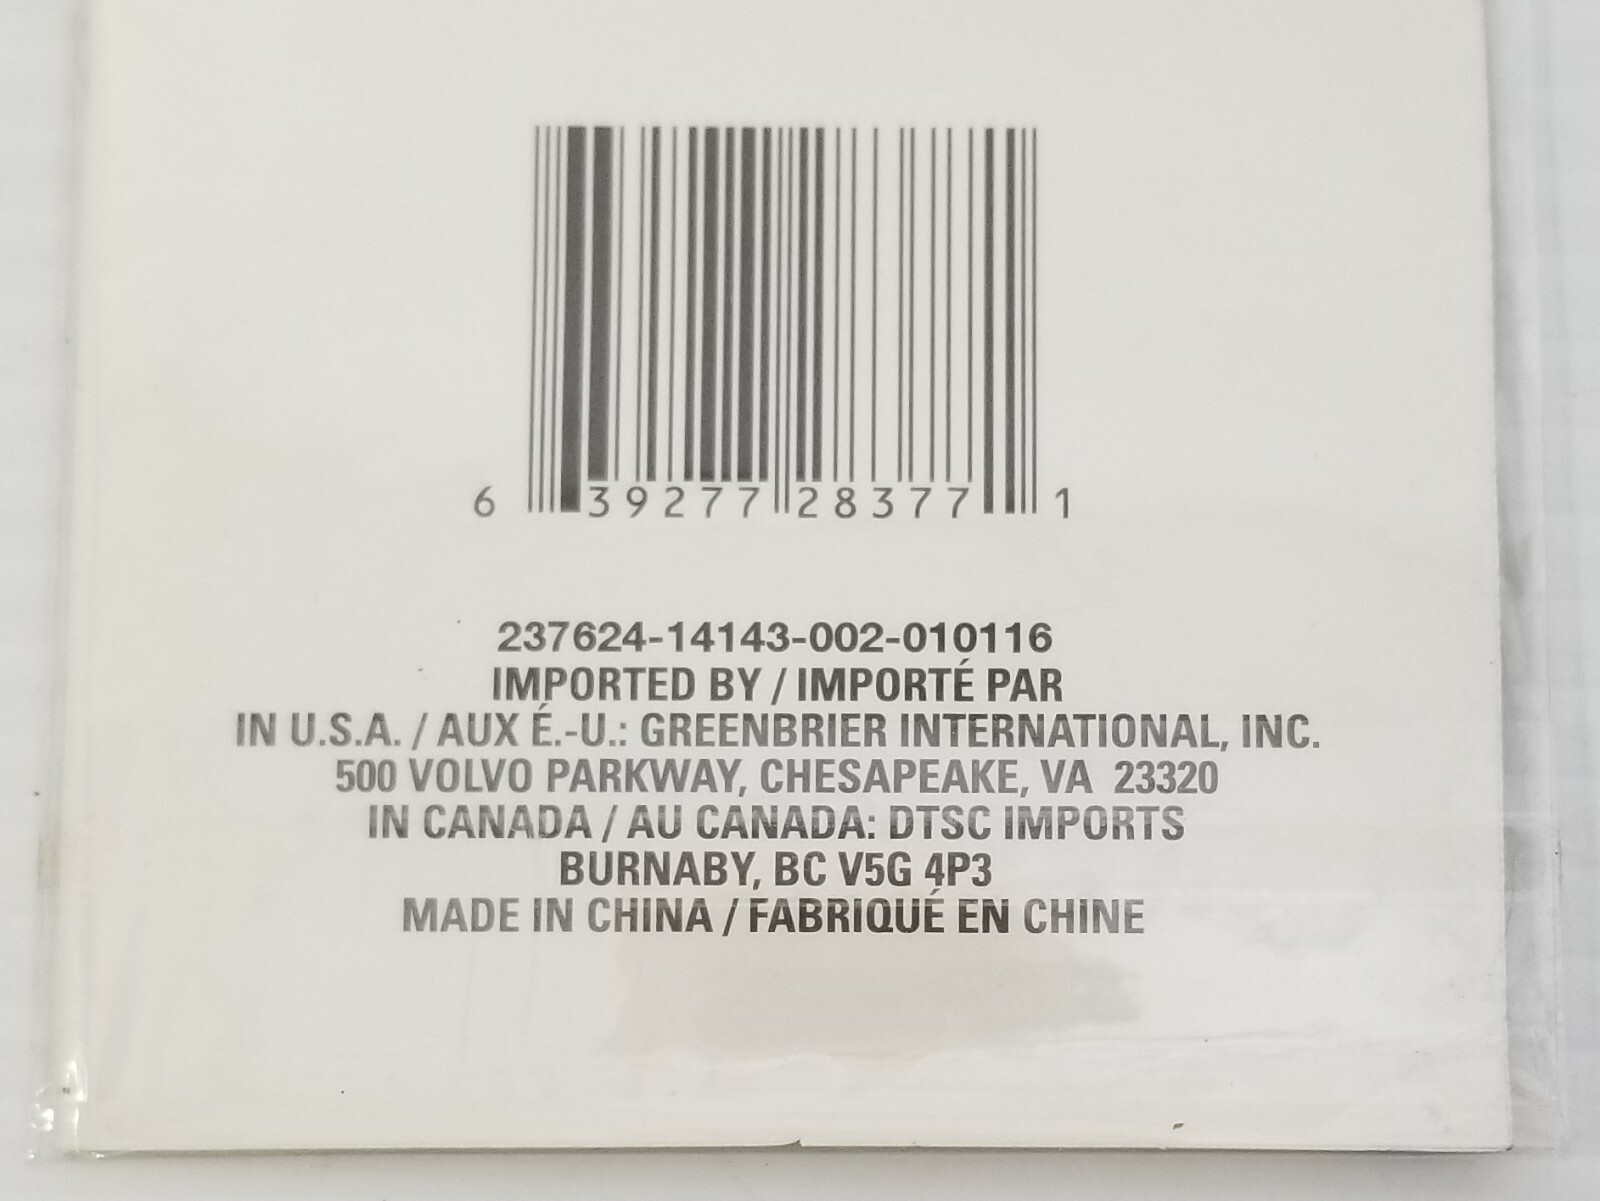 6 39277 28377 1
237624-14143-002-010116
IMPORTED BY / IMPORTÉ PAR
IN U.S.A. / AUX É.-U.: GREENBRIER INTERNATIONAL, INC.
500 VOLVO PARKWAY, CHESAPEAKE, VA 23320
IN CANADA / AU CANADA: DTSC IMPORTS
BURNABY, BC V5G 4P3
MADE IN CHINA / FABRIQUÉ EN CHINE